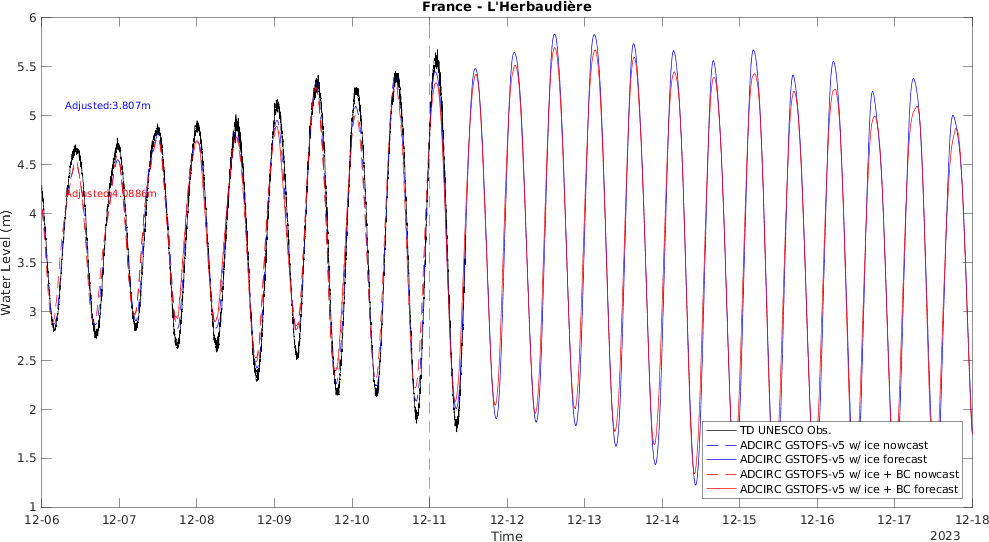 France - L'Herbaudière
6
5.5
5
4.5
4
3.5
3
2.5
2
1.5
1
Water Level (m)
Adjusted:3.807m
Adjusted:4.0886m
TD UNESCO Obs.
ADCIRC GSTOFS-v5 w/ ice nowcast
ADCIRC GSTOFS-v5 w/ ice forecast
ADCIRC GSTOFS-v5 w/ ice + BC nowcast
ADCIRC GSTOFS-v5 w/ ice + BC forecast
12-06 12-07 12-08 12-09 12-10 12-11 12-12 12-13 12-14 12-15 12-16 12-17 12-18
Time
2023